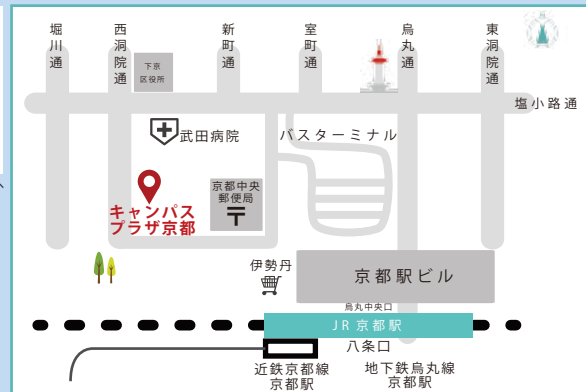 堀川通
西洞院通
新町通
室町通
烏丸通
東洞院通
下京
区役所
塩小路通
武田病院
バスターミナル
キャンパス
プラザ京都
京都中央
郵便局
〒
伊勢丹
京都駅ビル
烏丸中央口
JR京都駅
八条口
近鉄京都線
京都駅
地下鉄烏丸線
京都駅